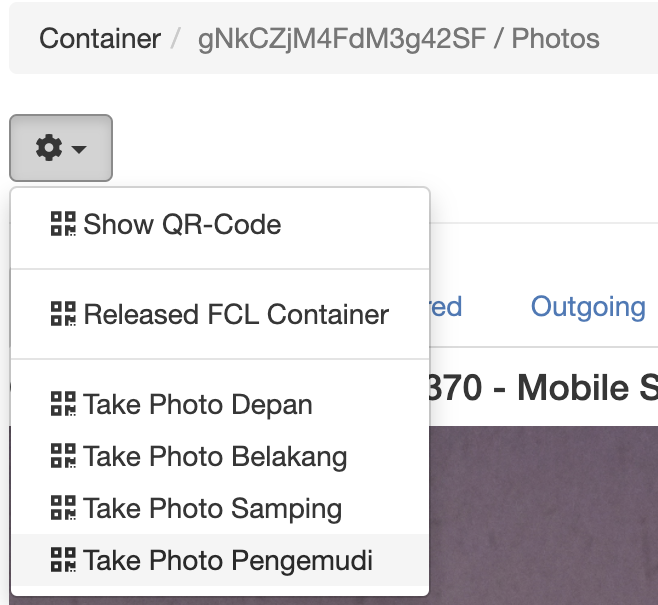 Container / gNkCZjM4FdM3g42SF / Photos
Show QR-Code
Released FCL Container
red Outgoing
370 - Mobile S
Take Photo Depan
Take Photo Belakang
Take Photo Samping
Take Photo Pengemudi